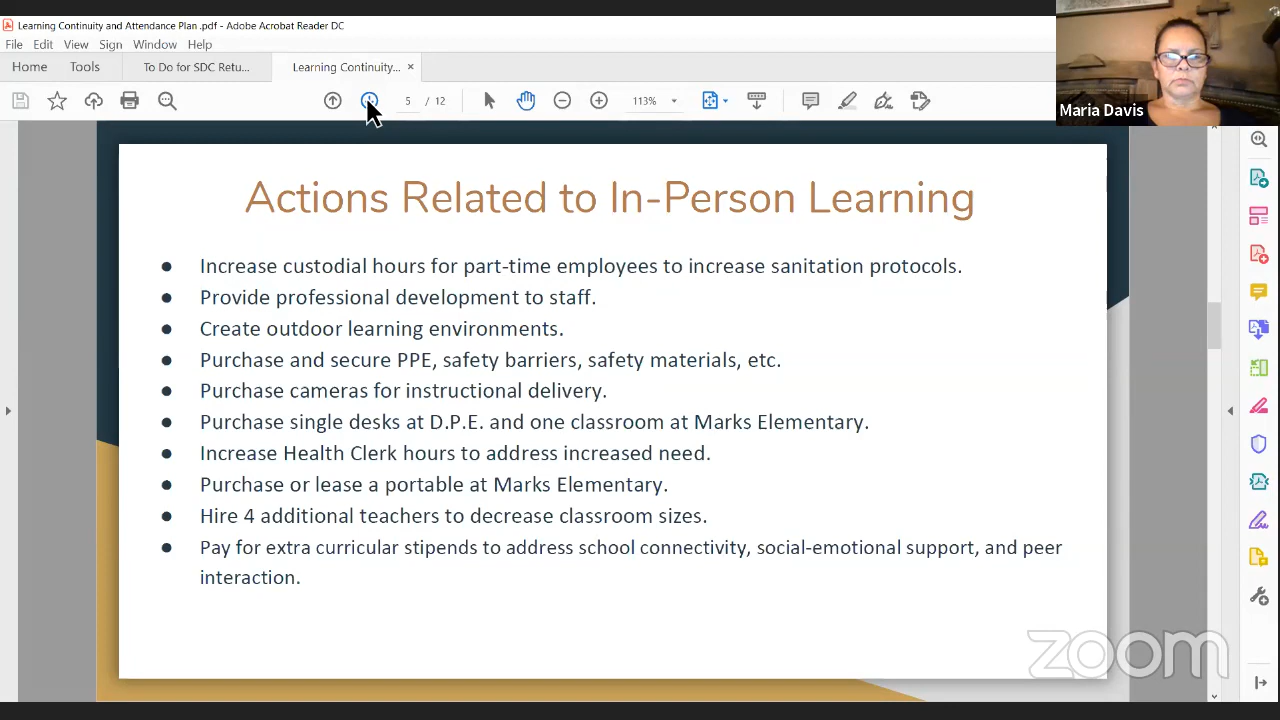 Learning Continuity and Attendance Plan .pdf - Adobe Acrobat Reader DC
File Edit View Sign Window Help
Home Tools To Do for SDC Retu... Learning Continuity... ×
5 / 12 113%
Maria Davis
Actions Related to In-Person Learning
● Increase custodial hours for part-time employees to increase sanitation protocols.
● Provide professional development to staff.
● Create outdoor learning environments.
● Purchase and secure PPE, safety barriers, safety materials, etc.
● Purchase cameras for instructional delivery.
● Purchase single desks at D.P.E. and one classroom at Marks Elementary.
● Increase Health Clerk hours to address increased need.
● Purchase or lease a portable at Marks Elementary.
● Hire 4 additional teachers to decrease classroom sizes.
● Pay for extra curricular stipends to address school connectivity, social-emotional support, and peer
interaction.
zoom